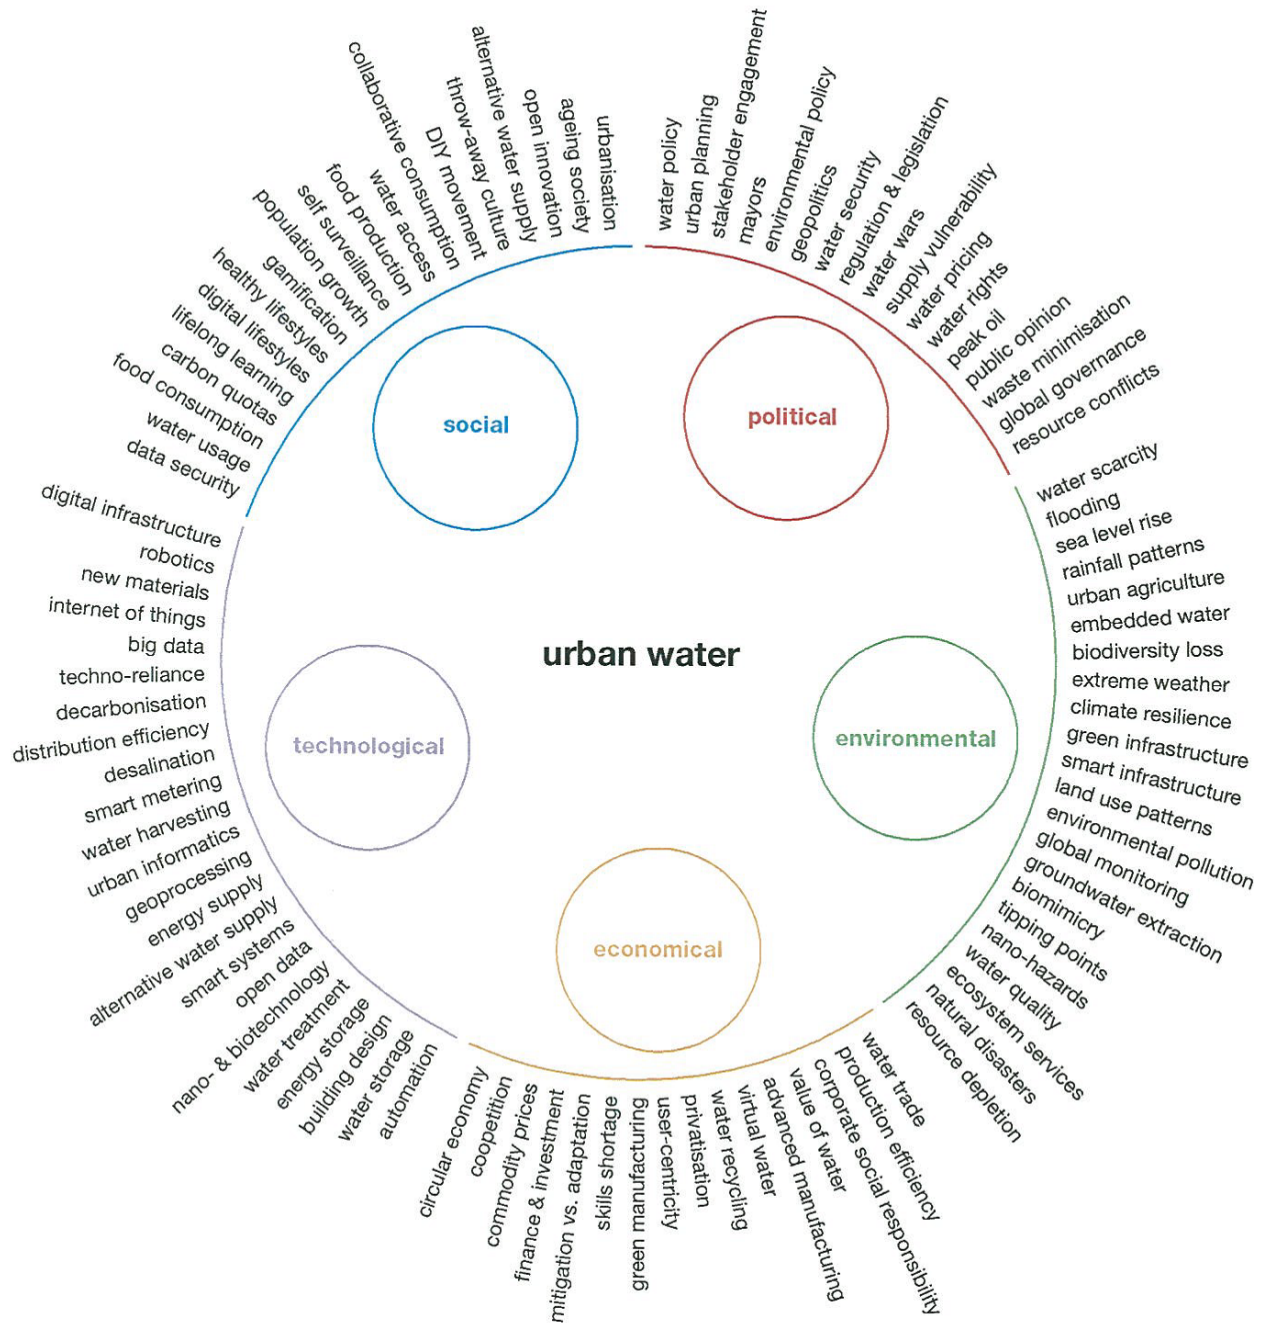 urban water
social
urbanisation
ageing society
open innovation
alternative water supply
throw-away culture
DIY movement
collaborative consumption
water access
food production
self surveillance
population growth
gamification
healthy lifestyles
digital lifestyles
lifelong learning
carbon quotas
food consumption
water usage
data security
political
water policy
urban planning
stakeholder engagement
mayors
environmental policy
geopolitics
water security
regulation & legislation
water wars
supply vulnerability
water pricing
water rights
peak oil
public opinion
waste minimisation
global governance
resource conflicts
environmental
water scarcity
flooding
sea level rise
rainfall patterns
urban agriculture
embedded water
biodiversity loss
extreme weather
climate resilience
green infrastructure
smart infrastructure
land use patterns
environmental pollution
global monitoring
groundwater extraction
biomimicry
tipping points
nano-hazards
water quality
ecosystem services
natural disasters
resource depletion
economical
water trade
production efficiency
corporate social responsibility
value of water
advanced manufacturing
virtual water
water recycling
privatisation
user-centricity
green manufacturing
skills shortage
mitigation vs. adaptation
finance & investment
commodity prices
coopetition
circular economy
technological
digital infrastructure
robotics
new materials
internet of things
big data
techno-reliance
decarbonisation
distribution efficiency
desalination
smart metering
water harvesting
urban informatics
geoprocessing
energy supply
alternative water supply
smart systems
open data
nano- & biotechnology
water treatment
energy storage
building design
water storage
automation